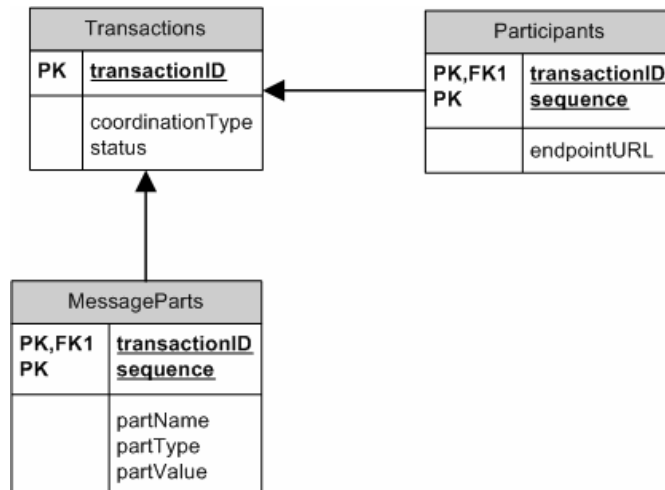 Transactions
PK transactionID
coordinationType
status
Participants
PK,FK1 transactionID
PK sequence
endpointURL
MessageParts
PK,FK1 transactionID
PK sequence
partName
partType
partValue